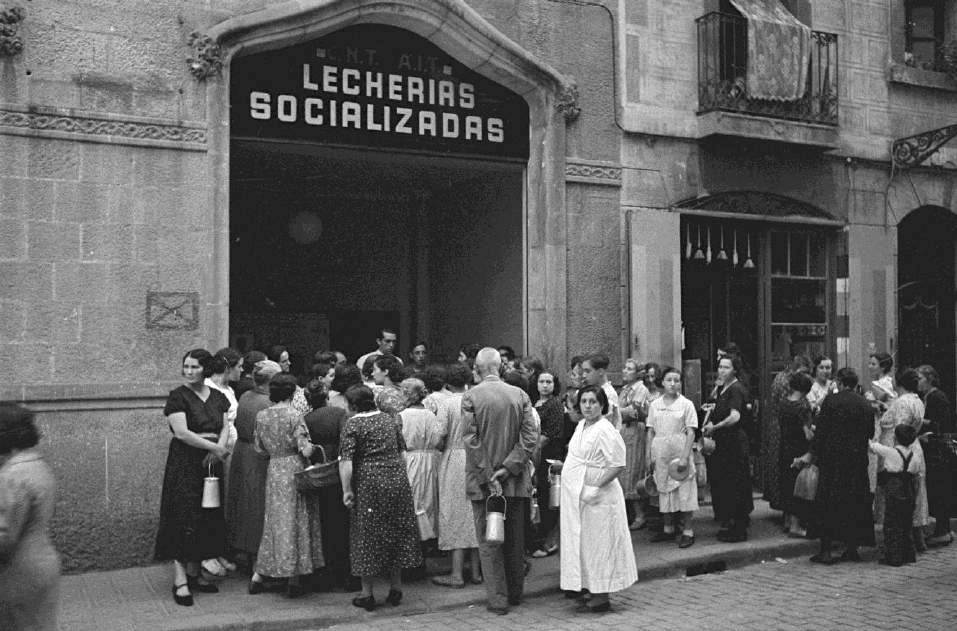 C.N.T. A.I.T.
LECHERIAS
SOCIALIZADAS